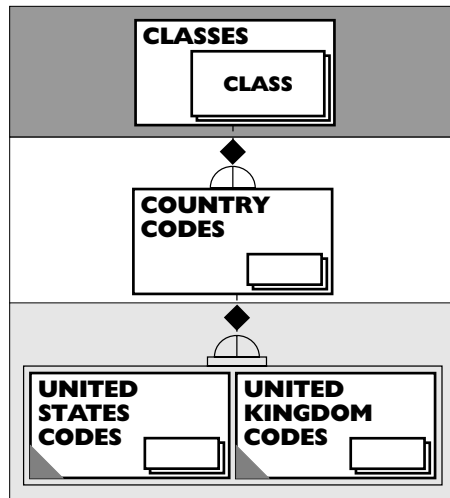 CLASSES
CLASS
COUNTRY
CODES
UNITED
STATES
CODES
UNITED
KINGDOM
CODES